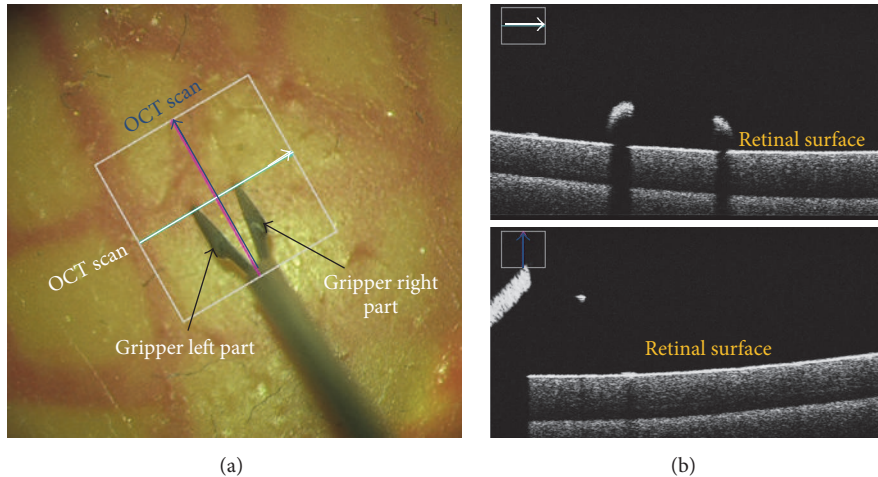 OCT scan
OCT scan
Gripper right
part
Gripper left part
(a)
Retinal surface
Retinal surface
(b)